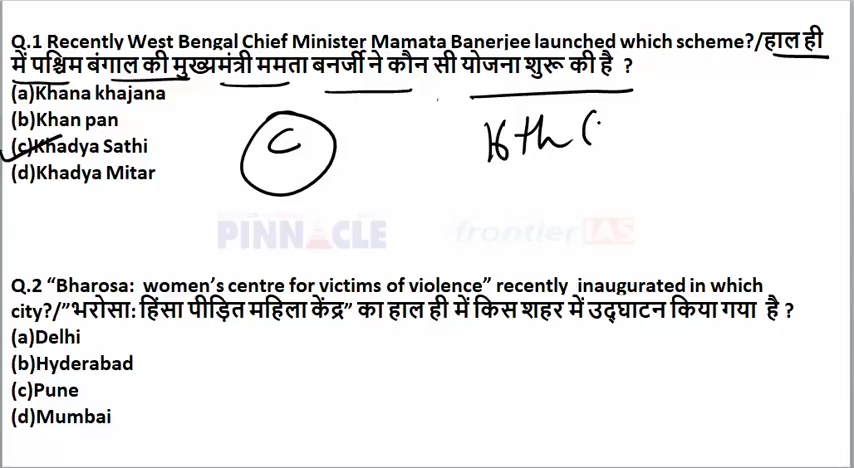 Q.1 Recently West Bengal Chief Minister Mamata Banerjee launched which scheme?/हाल ही
में पश्चिम बंगाल की मुख्यमंत्री ममता बनर्जी ने कौन सी योजना शुरू की है ?
(a)Khana khajana
(b)Khan pan
(c)Khadya Sathi
(d)Khadya Mitar
C
16th (
PINNACLE frontier IAS
Q.2 “Bharosa: women’s centre for victims of violence” recently inaugurated in which
city?/”भरोसा: हिंसा पीड़ित महिला केंद्र” का हाल ही में किस शहर में उद्घाटन किया गया है ?
(a)Delhi
(b)Hyderabad
(c)Pune
(d)Mumbai